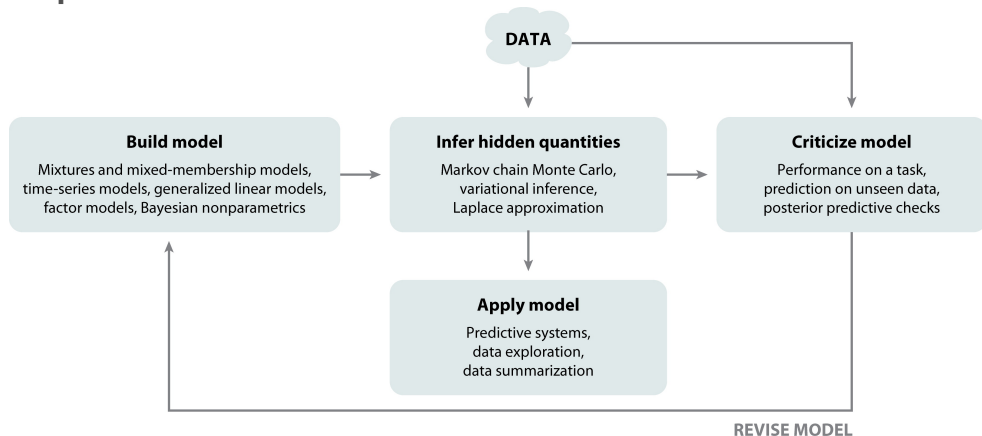 DATA
Build model
Mixtures and mixed-membership models,
time-series models, generalized linear models,
factor models, Bayesian nonparametrics
Infer hidden quantities
Markov chain Monte Carlo,
variational inference,
Laplace approximation
Criticize model
Performance on a task,
prediction on unseen data,
posterior predictive checks
Apply model
Predictive systems,
data exploration,
data summarization
REVISE MODEL